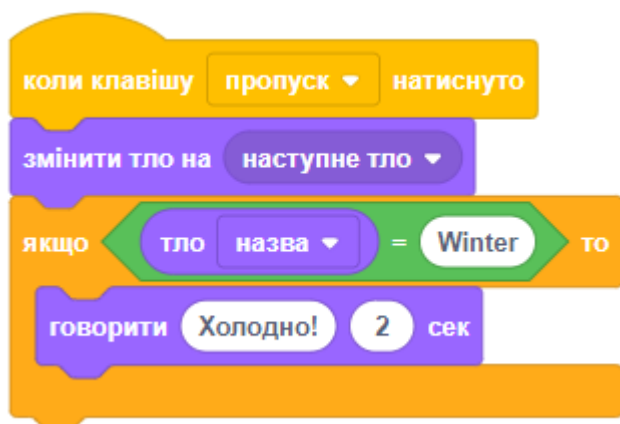 коли клавішу пропуск натиснуто
змінити тло на наступне тло
якщо тло назва = Winter то
говорити Холодно! 2 сек